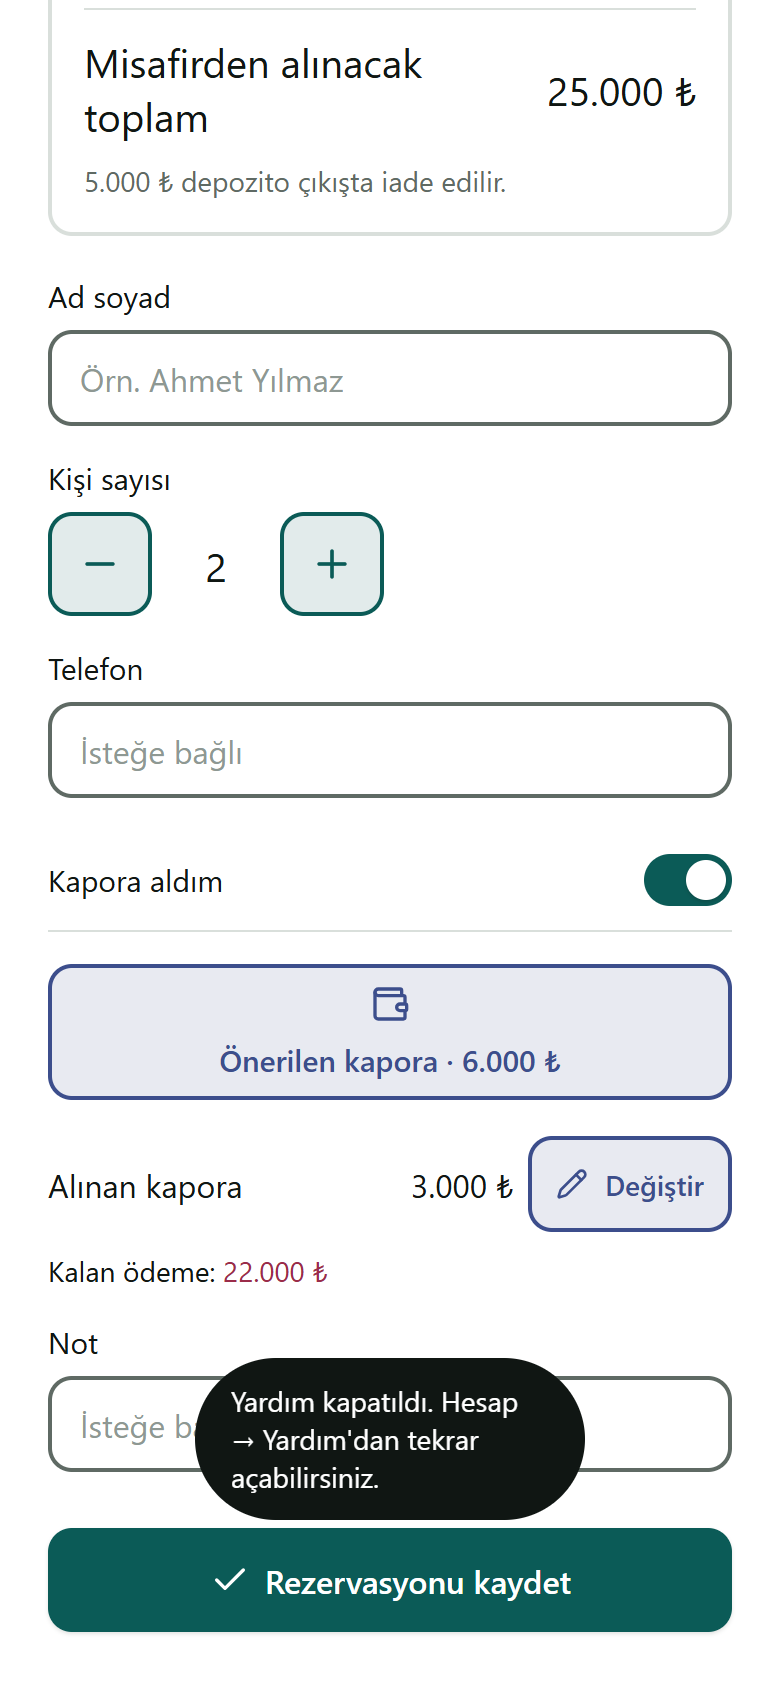 Misafirden alınacak
toplam
25.000 ₺
5.000 ₺ depozito çıkışta iade edilir.
Ad soyad
Örn. Ahmet Yılmaz
Kişi sayısı
− 2 +
Telefon
İsteğe bağlı
Kapora aldım
Önerilen kapora · 6.000 ₺
Alınan kapora 3.000 ₺ Değiştir
Kalan ödeme: 22.000 ₺
Not
Yardım kapatıldı. Hesap
→ Yardım'dan tekrar
açabilirsiniz.
İsteğe
Rezervasyonu kaydet